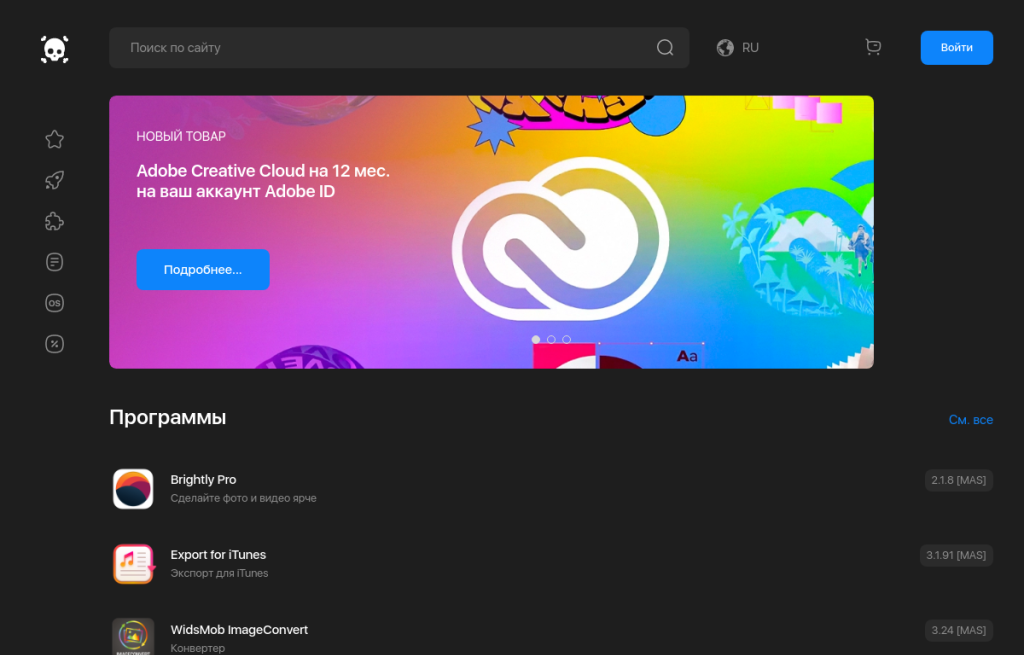 Поиск по сайту
RU
Войти
НОВЫЙ ТОВАР
Adobe Creative Cloud на 12 мес.
на ваш аккаунт Adobe ID
Подробнее...
Aa
OS
Программы
См. все
Brightly Pro
2.1.8 [MAS]
Сделайте фото и видео ярче
Export for iTunes
3.1.91 [MAS]
Экспорт для iTunes
WidsMob ImageConvert
3.24 [MAS]
Конвертер